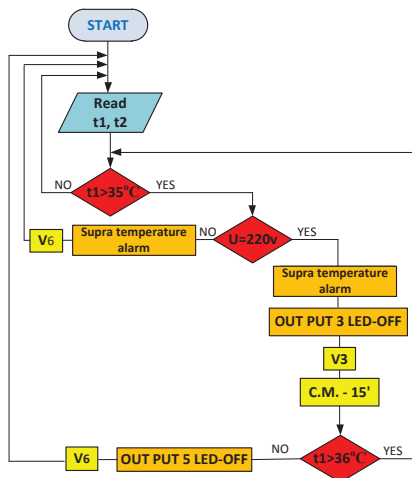 START
Read
t1, t2
t1>35°C
NO
YES
U=220v
NO
YES
Supra temperature
alarm
V6
Supra temperature
alarm
OUT PUT 3 LED-OFF
V3
C.M. - 15'
t1>36°C
NO
YES
OUT PUT 5 LED-OFF
V6